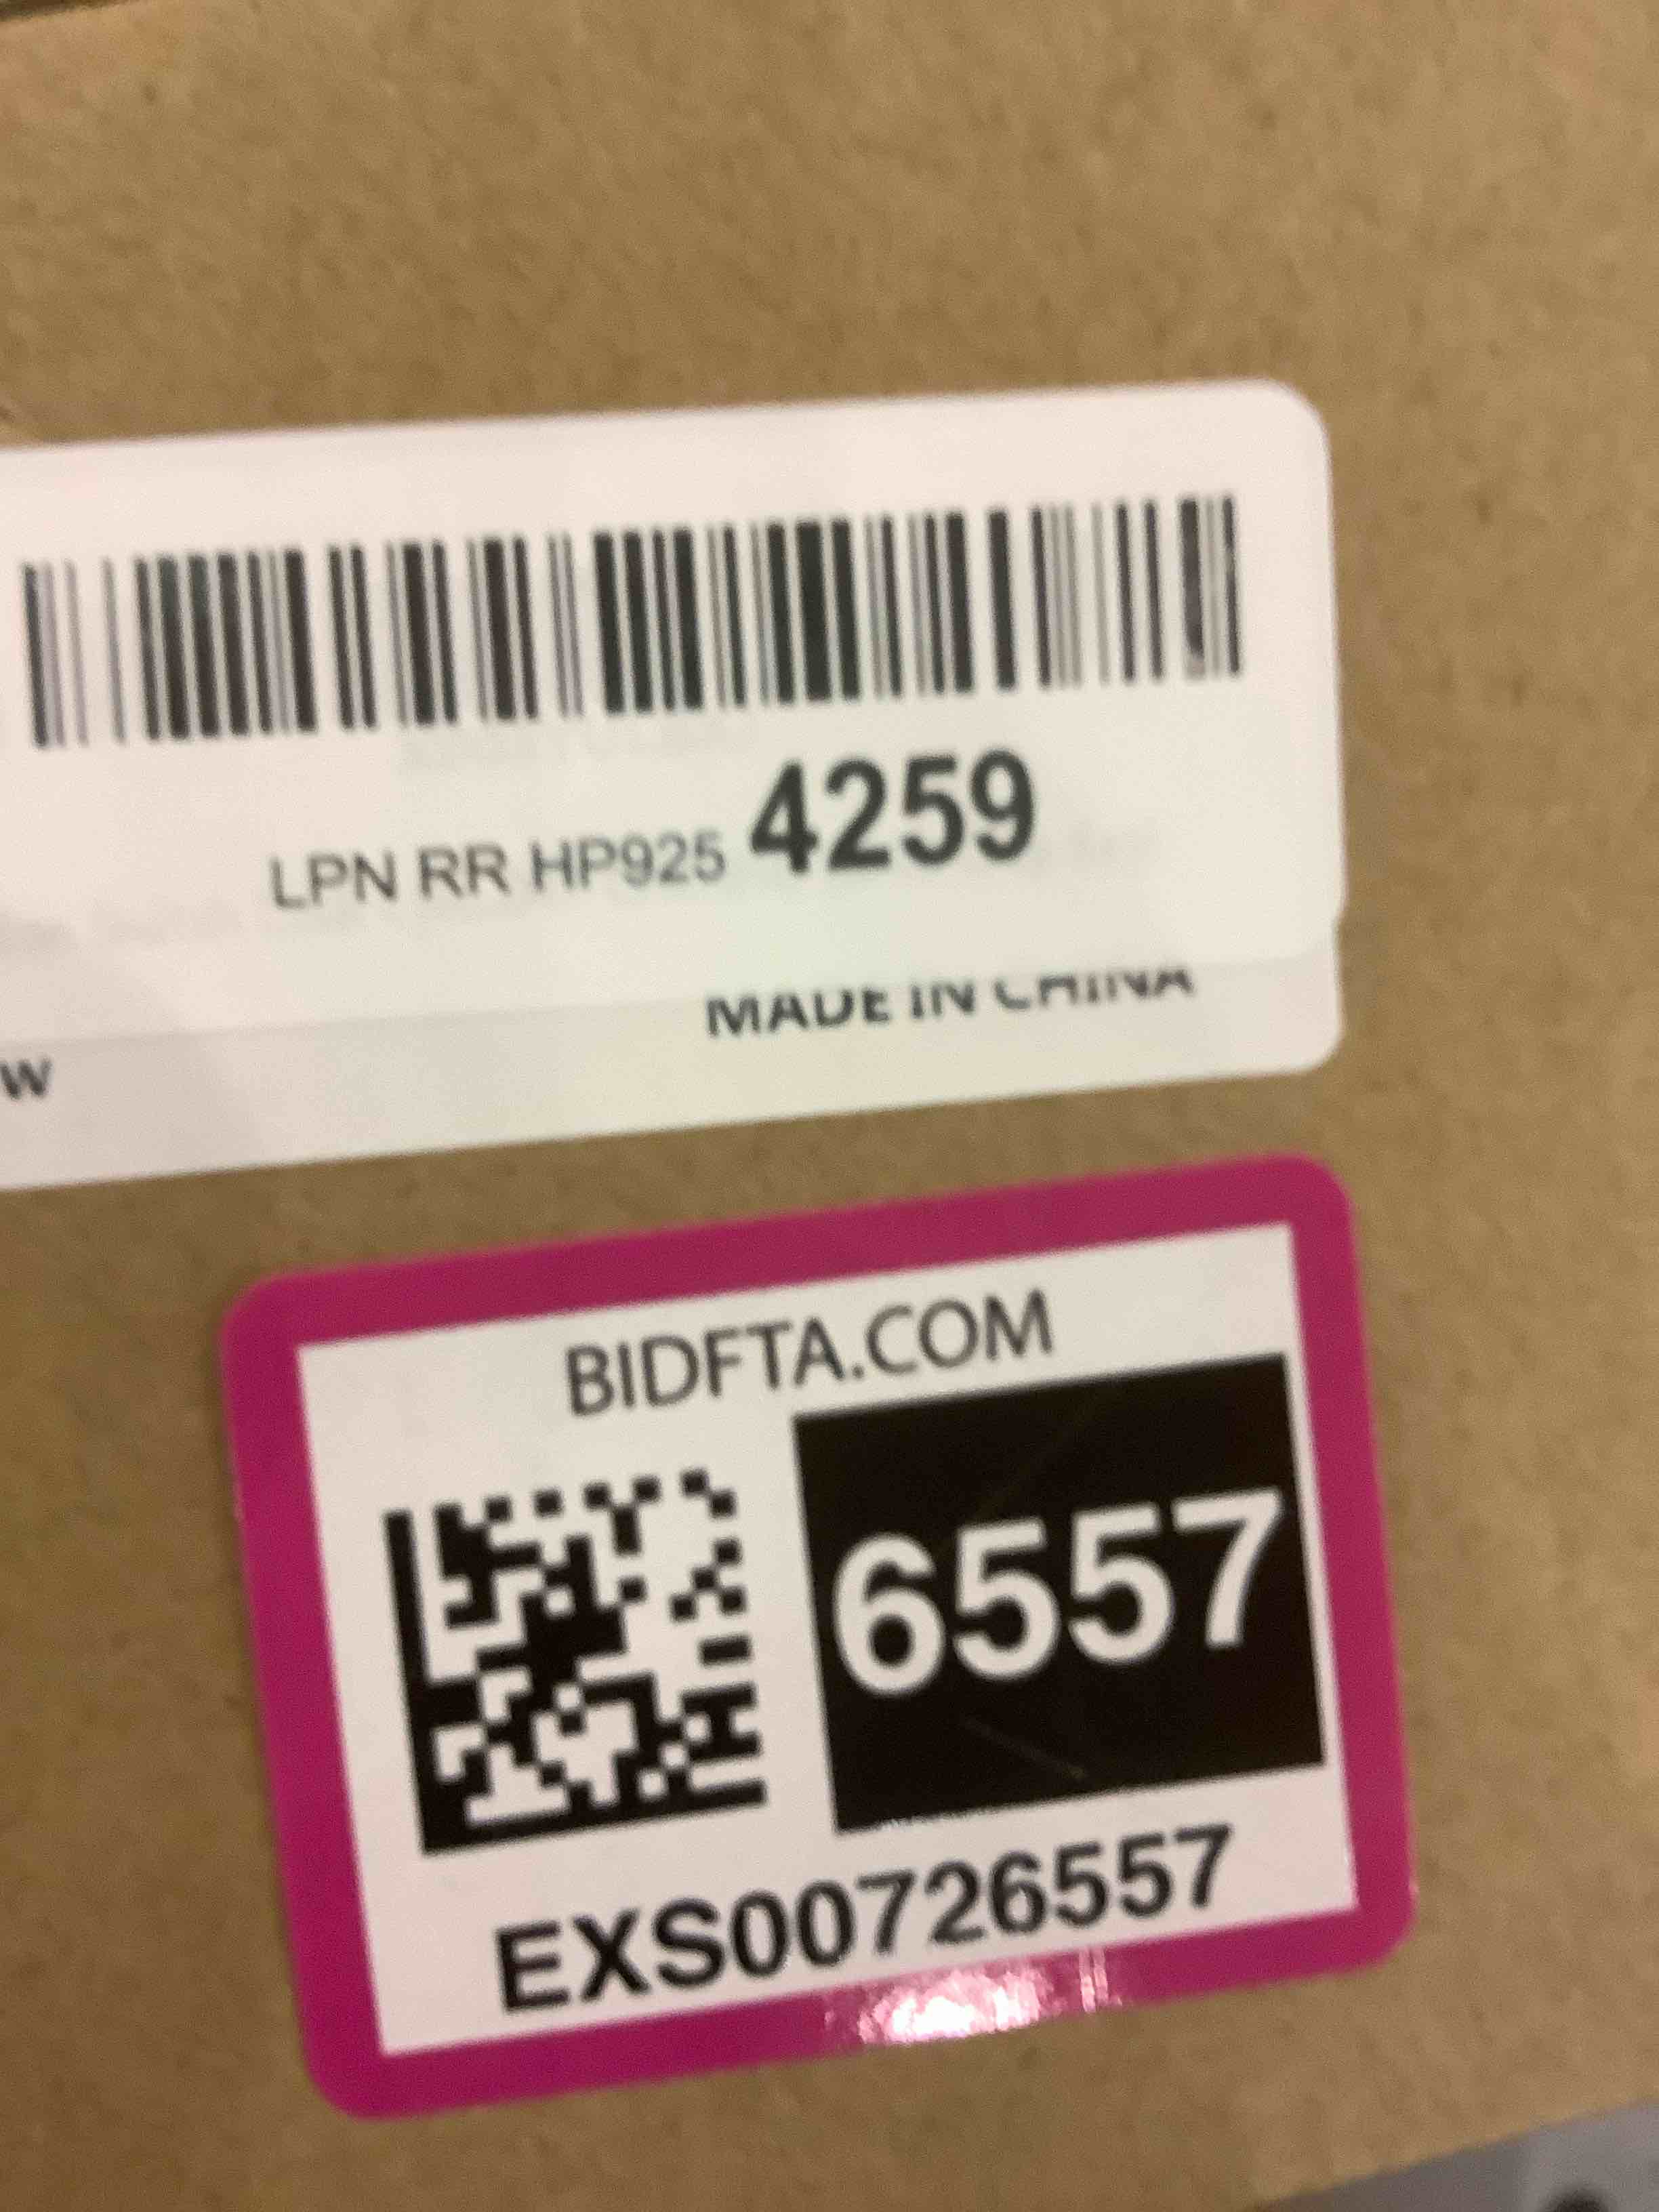 LPN RR HP925 4259
MADE IN CHINA
W
BIDFTA.COM
6557
EXS00726557